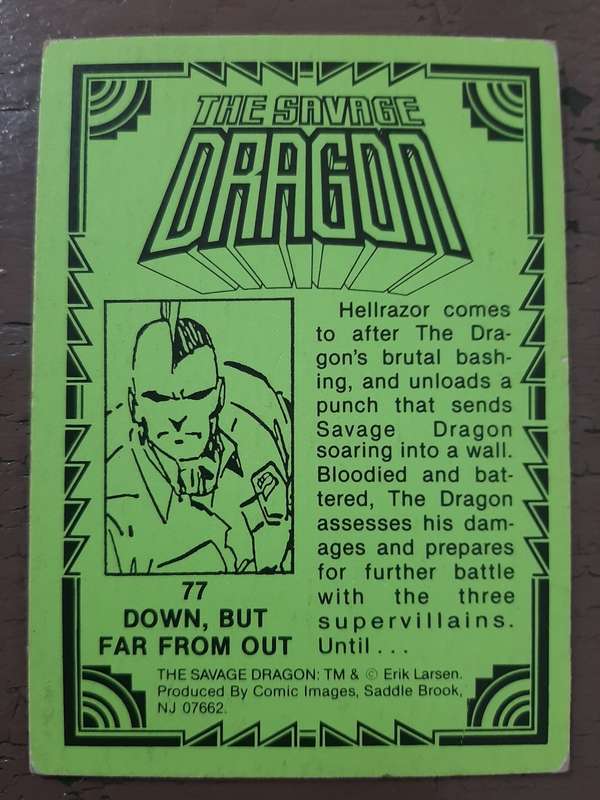 THE SAVAGE
DRAGON
Hellrazor comes
to after The Dra-
gon's brutal bash-
ing, and unloads a
punch that sends
Savage Dragon
soaring into a wall.
Bloodied and bat-
tered, The Dragon
assesses his dam-
ages and prepares
for further battle
with the three
supervillains.
Until . . .
77
DOWN, BUT
FAR FROM OUT
THE SAVAGE DRAGON: TM & © Erik Larsen.
Produced By Comic Images, Saddle Brook,
NJ 07662.